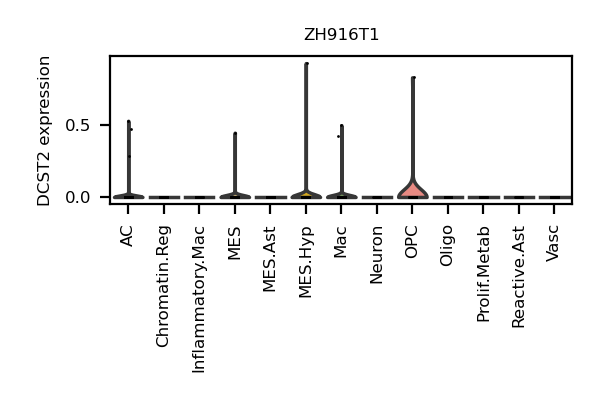 ZH916T1
DCST2 expression
0.5
0.0
AC
Chromatin.Reg
Inflammatory.Mac
MES
MES.Ast
MES.Hyp
Mac
Neuron
OPC
Oligo
Prolif.Metab
Reactive.Ast
Vasc